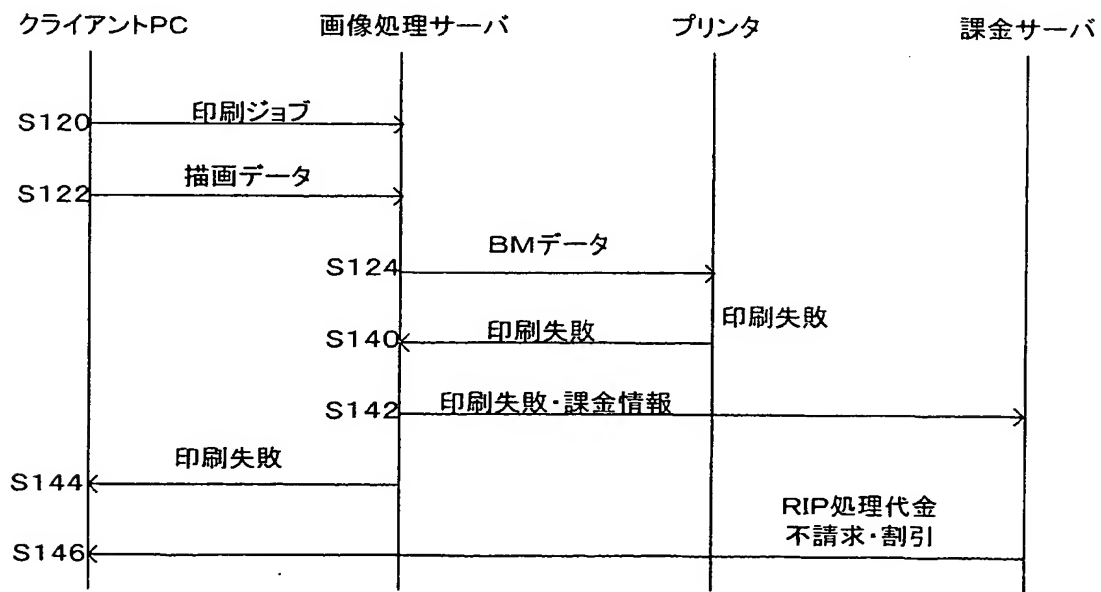 クライアントPC
画像処理サーバ
プリンタ
課金サーバ
S120
印刷ジョブ
S122
描画データ
S124
BMデータ
S140
印刷失敗
印刷失敗
S142
印刷失敗・課金情報
S144
印刷失敗
S146
RIP処理代金
不請求・割引